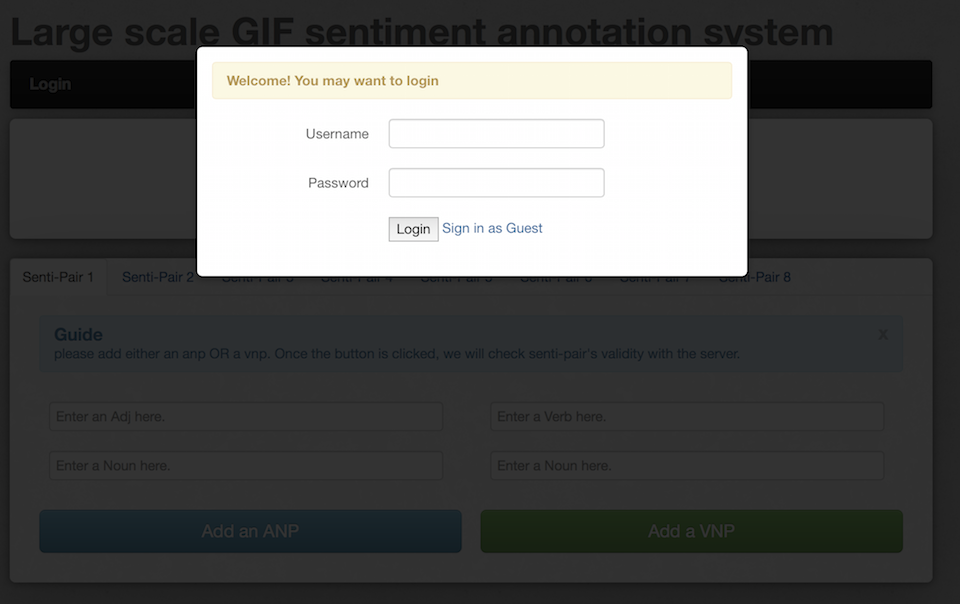 Large scale GIF sentiment annotation system
Login
Welcome! You may want to login
Username
Password
Login Sign in as Guest
Senti-Pair 1 Senti-Pair 2 Senti-Pair 3 Senti-Pair 4 Senti-Pair 5 Senti-Pair 6 Senti-Pair 7 Senti-Pair 8
Guide x
please add either an anp OR a vnp. Once the button is clicked, we will check senti-pair's validity with the server.
Enter an Adj here. Enter a Verb here.
Enter a Noun here. Enter a Noun here.
Add an ANP Add a VNP